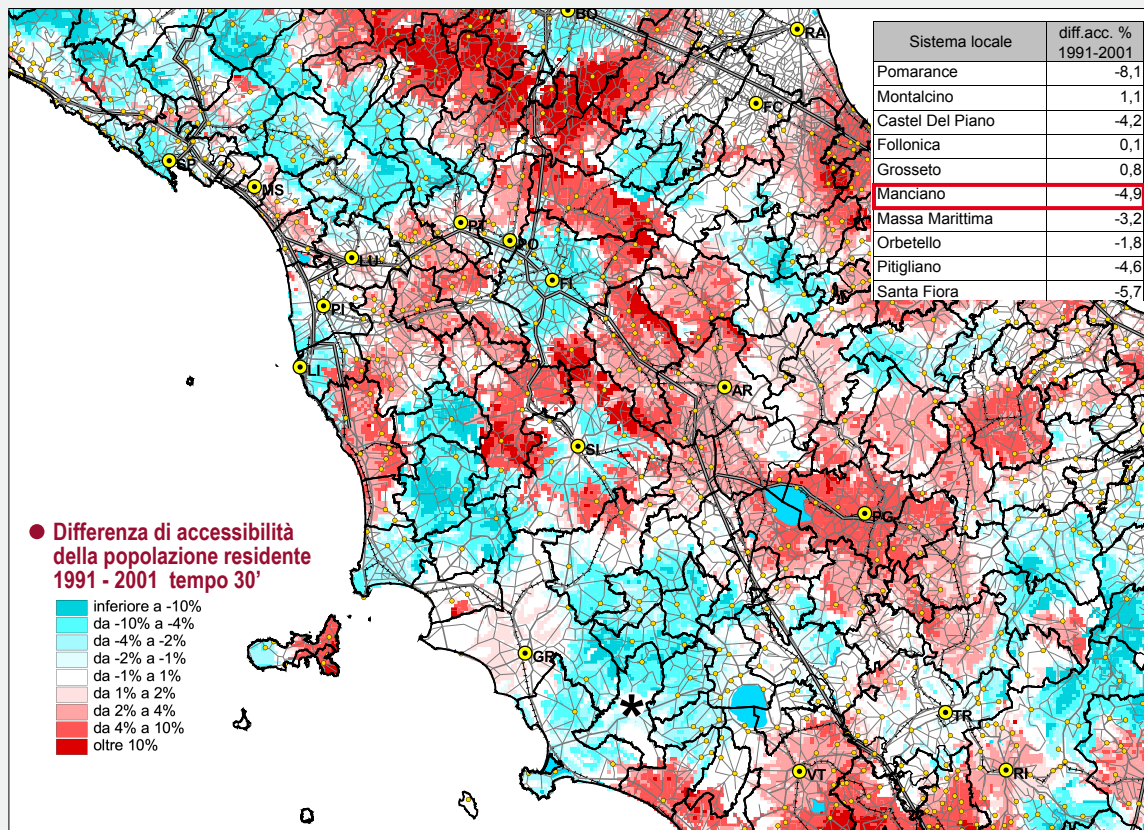 BO
RA
FC
SP
MS
PT
PO
LU
FI
PI
LI
AR
SI
PG
GR
*
TR
VT
RI
Sistema locale diff.acc. % 1991-2001
Pomarance -8,1
Montalcino 1,1
Castel Del Piano -4,2
Follonica 0,1
Grosseto 0,8
Manciano -4,9
Massa Marittima -3,2
Orbetello -1,8
Pitigliano -4,6
Santa Fiora -5,7
Differenza di accessibilità
della popolazione residente
1991 - 2001 tempo 30'
inferiore a -10%
da -10% a -4%
da -4% a -2%
da -2% a -1%
da -1% a 1%
da 1% a 2%
da 2% a 4%
da 4% a 10%
oltre 10%